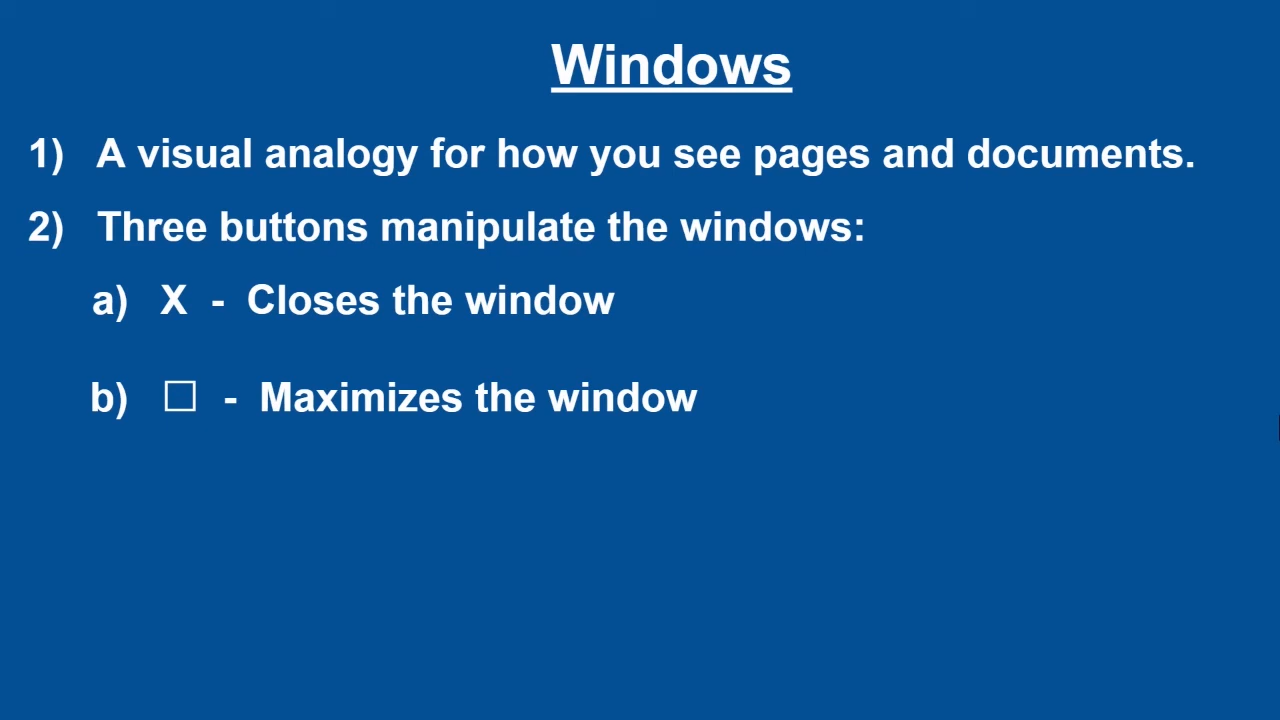 Windows
1) A visual analogy for how you see pages and documents.
2) Three buttons manipulate the windows:
a) X - Closes the window
b) □ - Maximizes the window